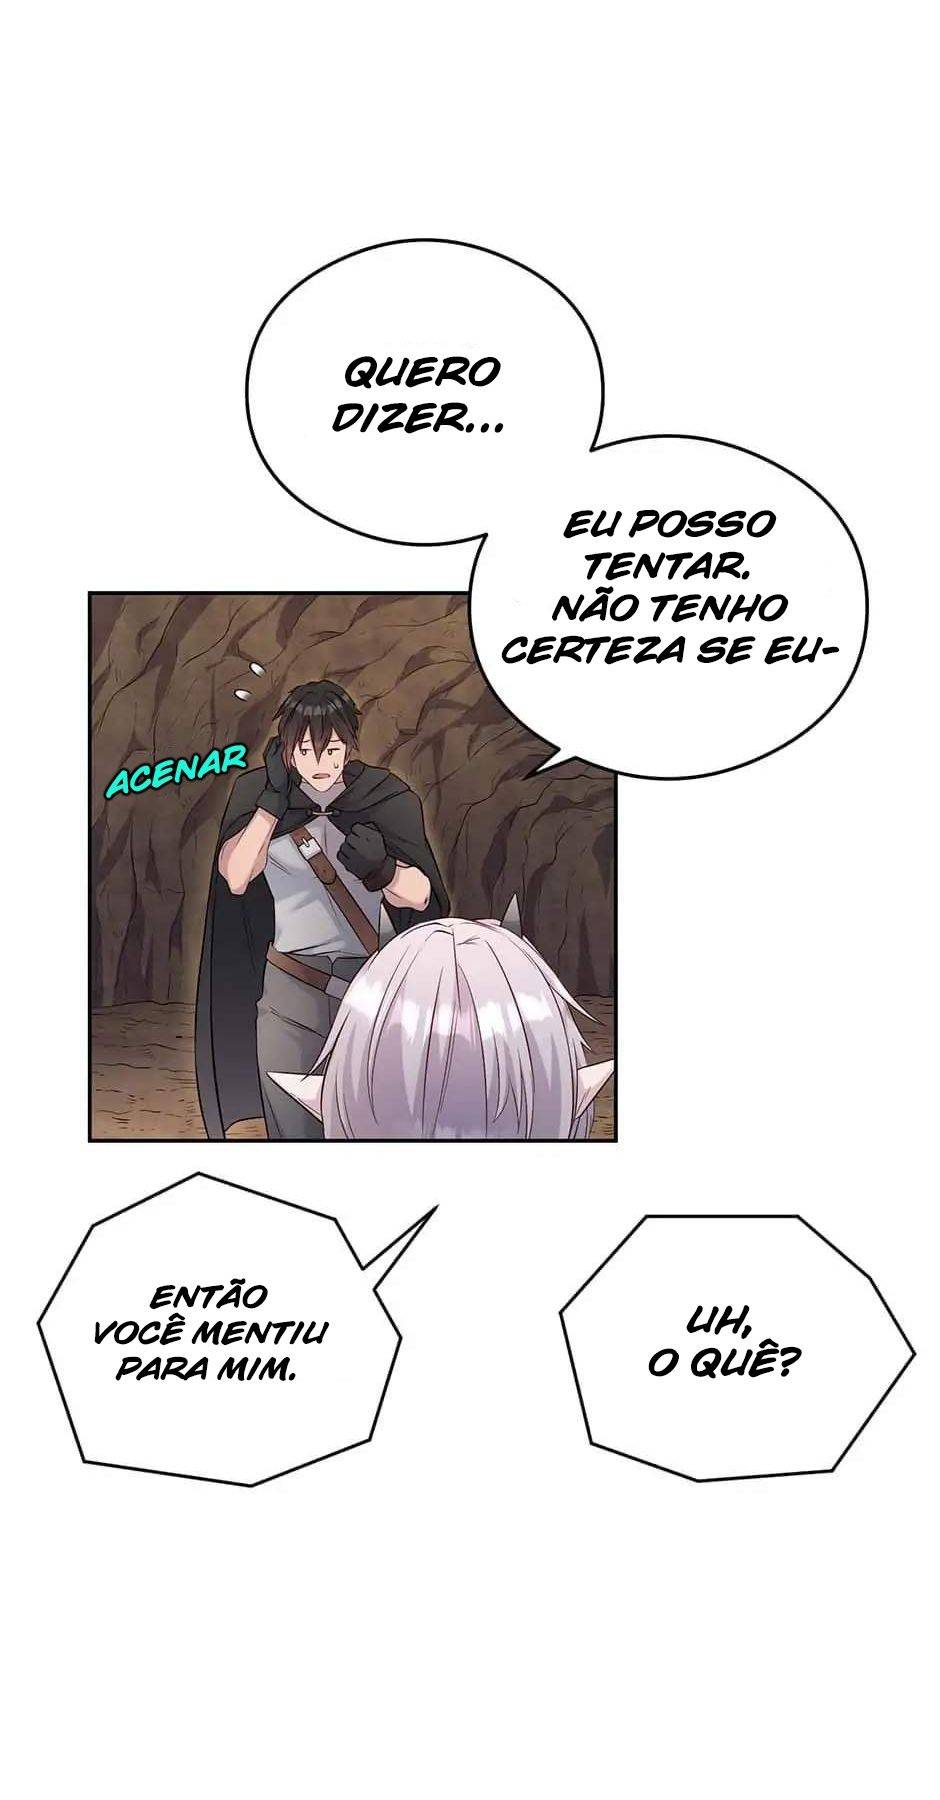 QUERO
DIZER...
EU POSSO
TENTAR.
NÃO TENHO
CERTEZA SE EU-
ACENAR
ENTÃO
VOCÊ MENTIU
PARA MIM.
UH,
O QUÊ?